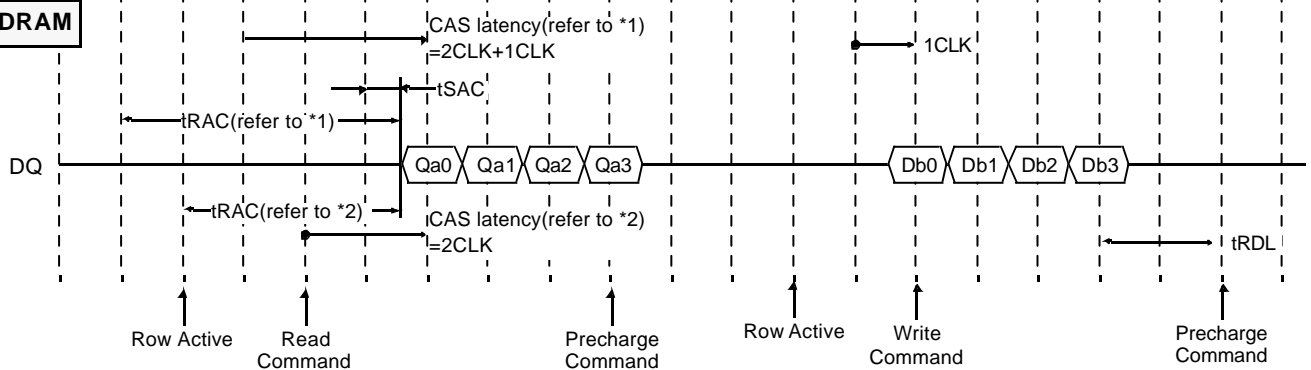 DRAM
CAS latency(refer to *1)
=2CLK+1CLK
1CLK
tSAC
tRAC(refer to *1)
DQ
Qa0 Qa1 Qa2 Qa3 Db0 Db1 Db2 Db3
tRAC(refer to *2)
CAS latency(refer to *2)
=2CLK
tRDL
Row Active
Read
Command
Precharge
Command
Row Active
Write
Command
Precharge
Command